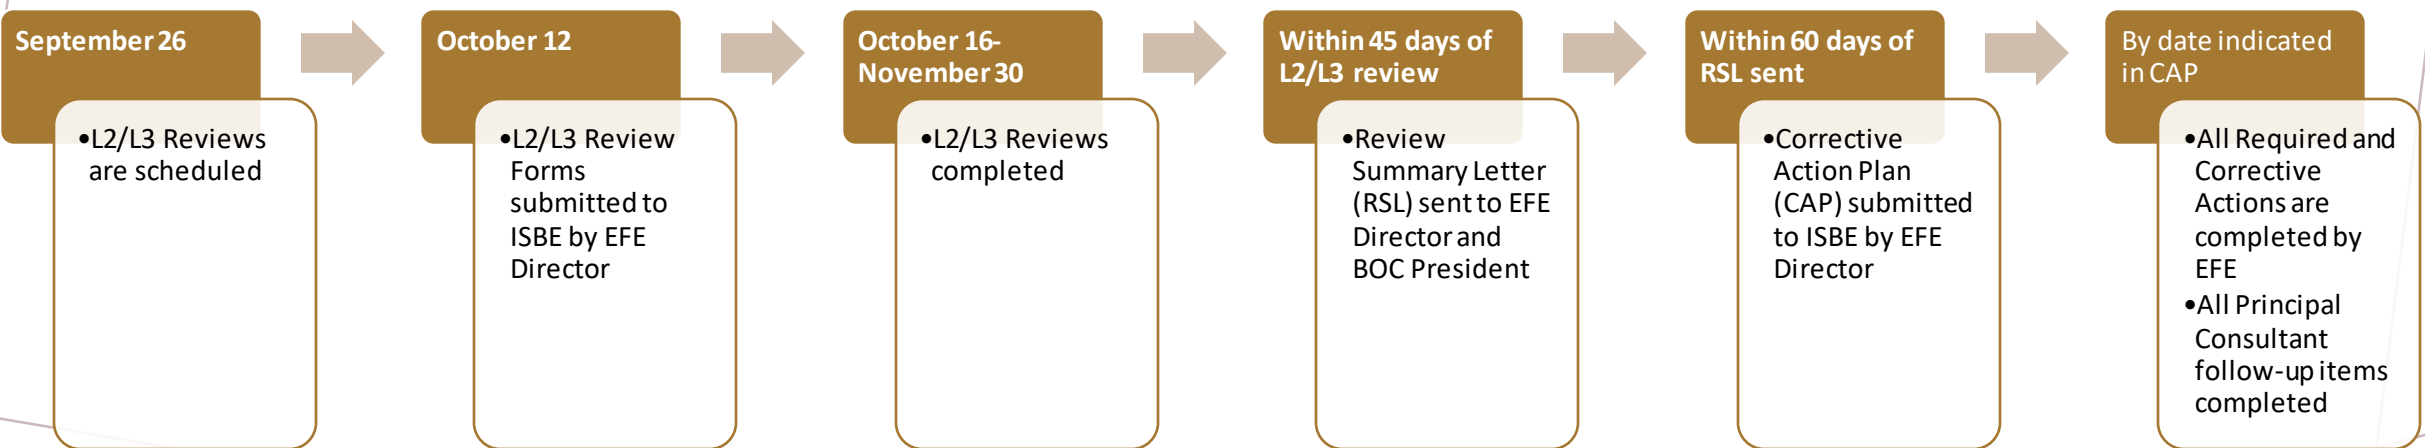 September 26
•L2/L3 Reviews
are scheduled
October 12
•L2/L3 Review
Forms
submitted to
ISBE by EFE
Director
October 16-
November 30
•L2/L3 Reviews
completed
Within 45 days of
L2/L3 review
•Review
Summary Letter
(RSL) sent to EFE
Director and
BOC President
Within 60 days of
RSL sent
•Corrective
Action Plan
(CAP) submitted
to ISBE by EFE
Director
By date indicated
in CAP
•All Required and
Corrective
Actions are
completed by
EFE
•All Principal
Consultant
follow-up items
completed